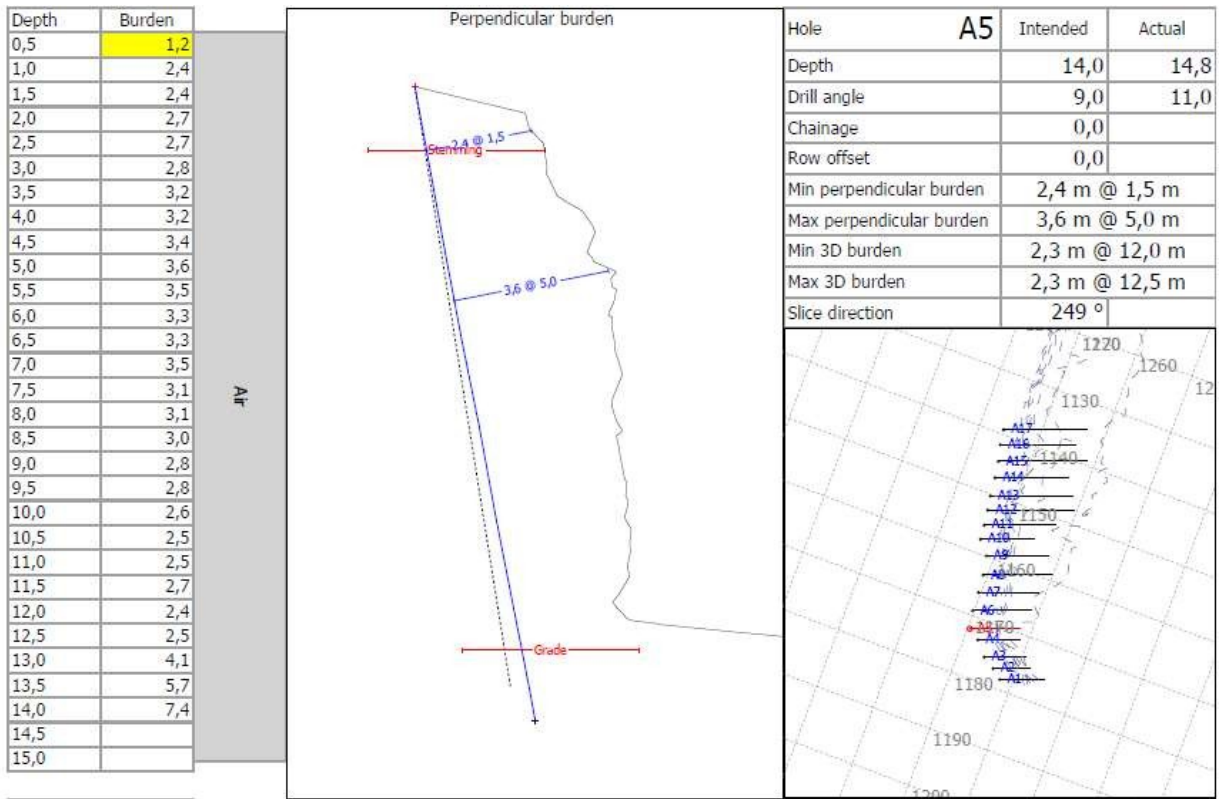 Depth Burden
0,5 1,2
1,0 2,4
1,5 2,4
2,0 2,7
2,5 2,7
3,0 2,8
3,5 3,2
4,0 3,2
4,5 3,4
5,0 3,6
5,5 3,5
6,0 3,3
6,5 3,3
7,0 3,5
7,5 3,1
8,0 3,1
8,5 3,0
9,0 2,8
9,5 2,8
10,0 2,6
10,5 2,5
11,0 2,5
11,5 2,7
12,0 2,4
12,5 2,5
13,0 4,1
13,5 5,7
14,0 7,4
14,5
15,0
Air
Perpendicular burden
2,4 @ 1,5
Stemming
3,6 @ 5,0
Grade
Hole A5 Intended Actual
Depth 14,0 14,8
Drill angle 9,0 11,0
Chainage 0,0
Row offset 0,0
Min perpendicular burden 2,4 m @ 1,5 m
Max perpendicular burden 3,6 m @ 5,0 m
Min 3D burden 2,3 m @ 12,0 m
Max 3D burden 2,3 m @ 12,5 m
Slice direction 249 º
1260
12
1130
A17
A16
A15
1140
A14
A13
A12
1150
A11
A10
A9
A8
1160
A7
A6
A4
A3
A2
A1
1180
1190